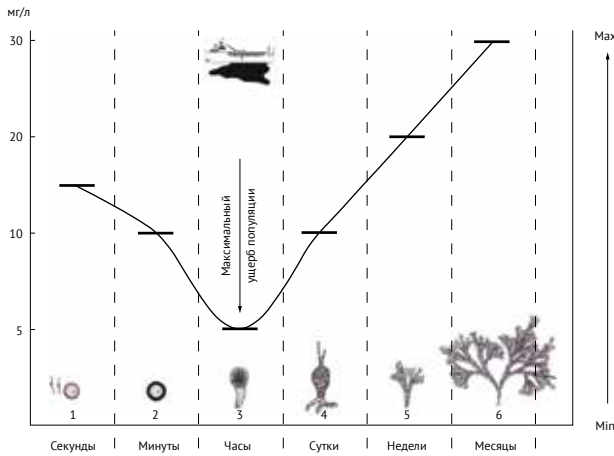 мг/л
30
20
10
5
Max
Min
Максимальный
ущерб популяции
1 2 3 4 5 6
Секунды Минуты Часы Сутки Недели Месяцы